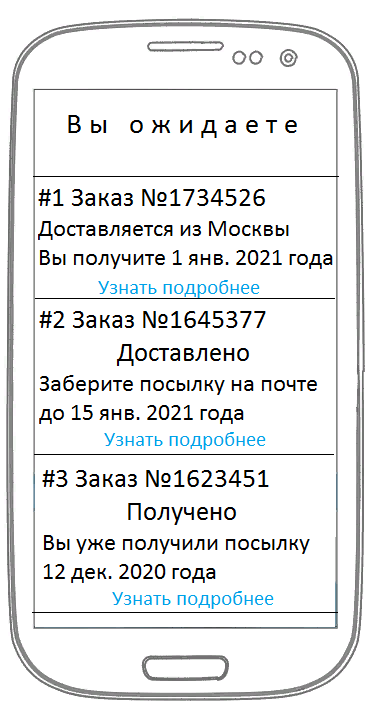 Вы ожидаете
#1 Заказ №1734526
Доставляется из Москвы
Вы получите 1 янв. 2021 года
Узнать подробнее
#2 Заказ №1645377
Доставлено
Заберите посылку на почте
до 15 янв. 2021 года
Узнать подробнее
#3 Заказ №1623451
Получено
Вы уже получили посылку
12 дек. 2020 года
Узнать подробнее